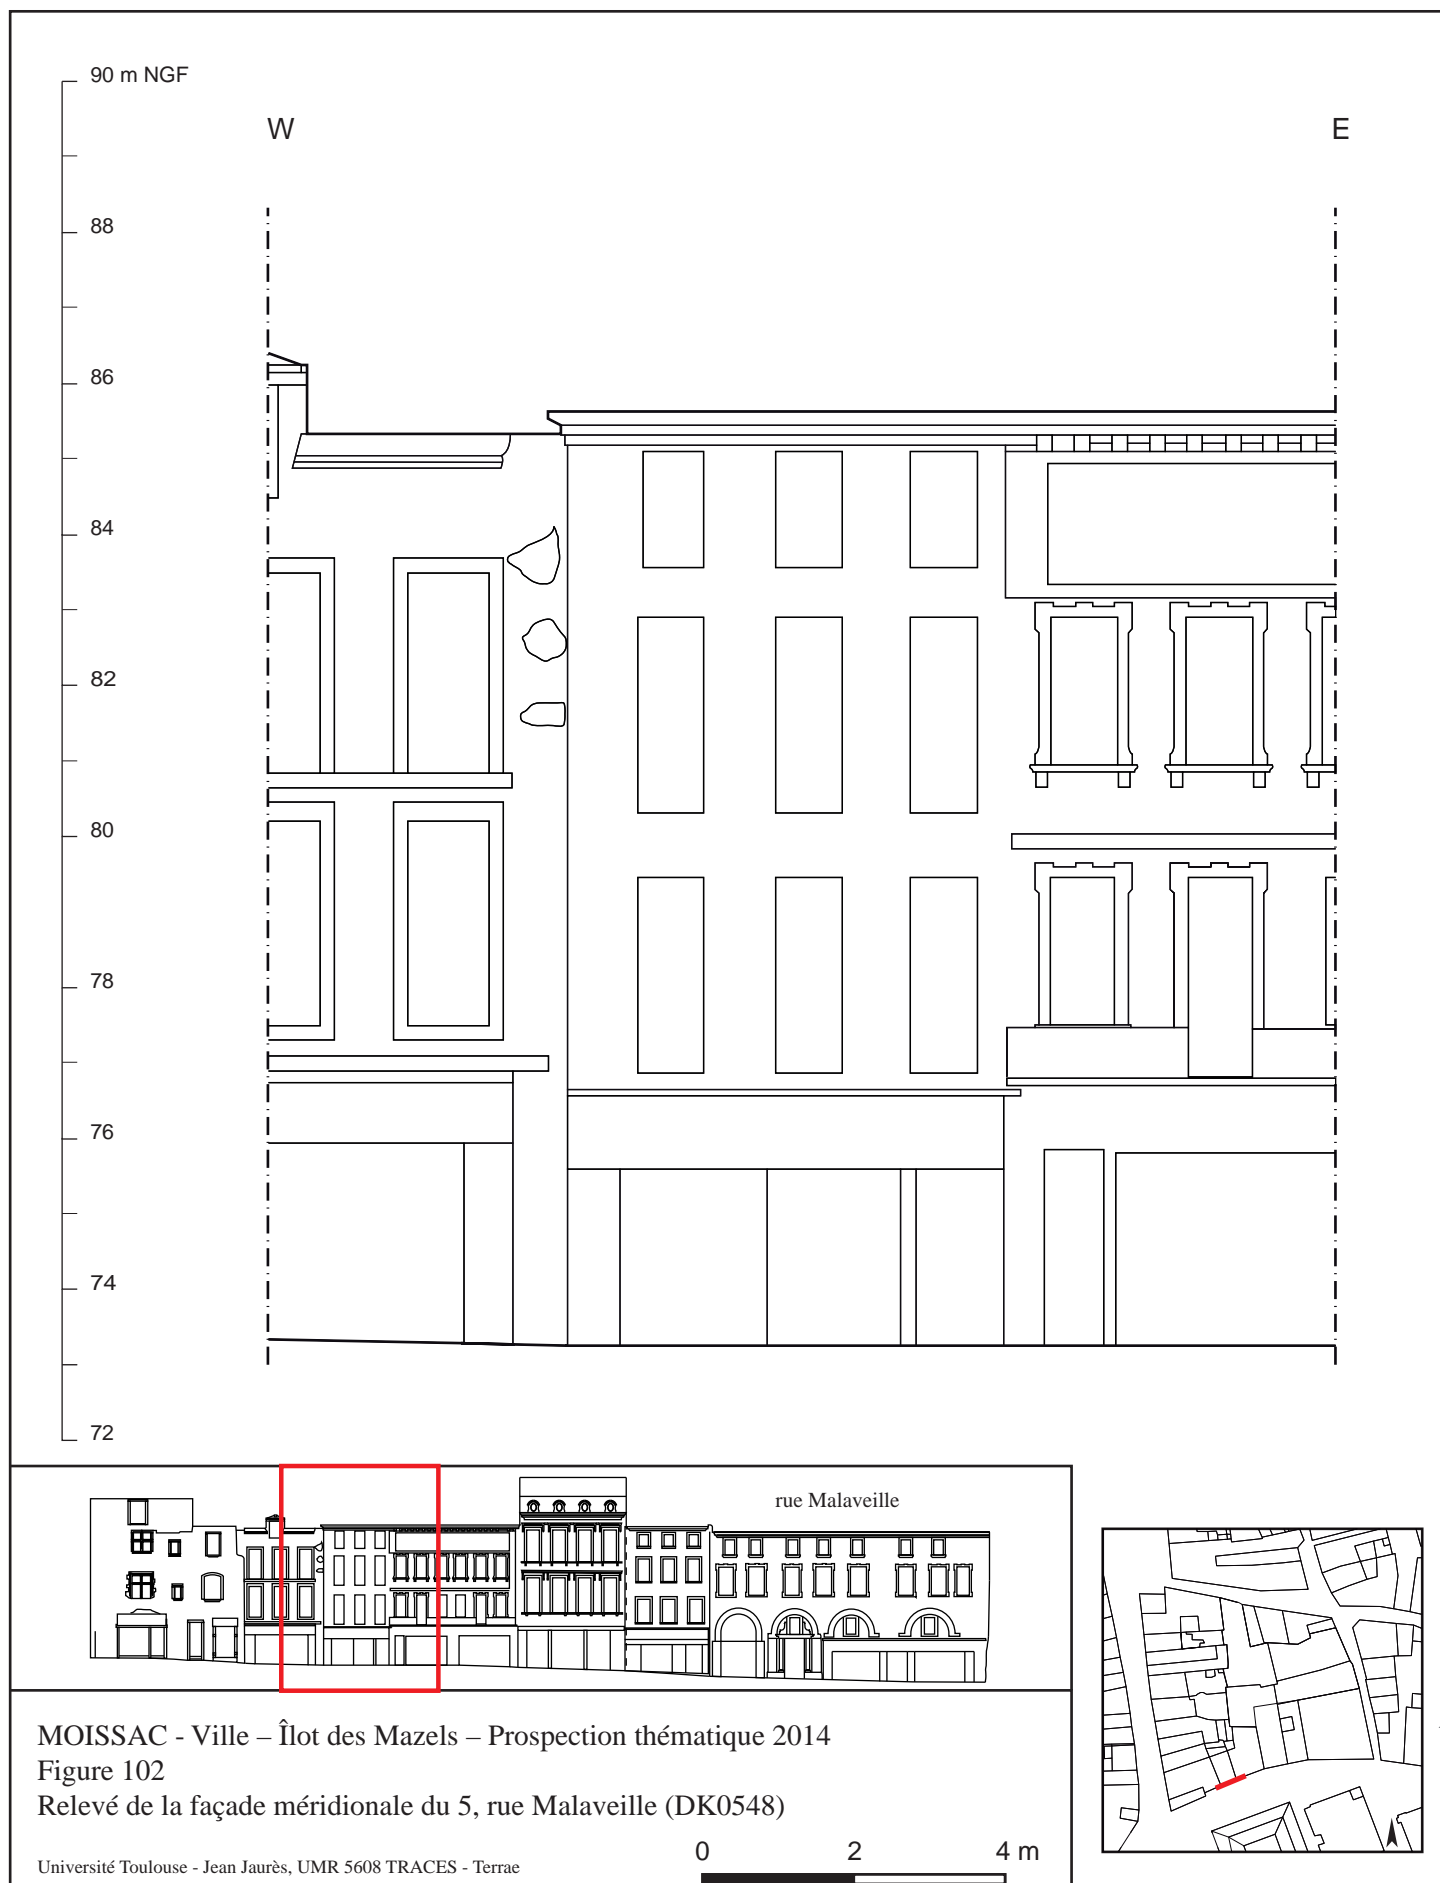 90 m NGF
W
E
88
86
84
82
80
78
76
74
72
rue Malaveille
MOISSAC - Ville – Îlot des Mazels – Prospection thématique 2014
Figure 102
Relevé de la façade méridionale du 5, rue Malaveille (DK0548)
0 2 4 m
Université Toulouse - Jean Jaurès, UMR 5608 TRACES - Terrae